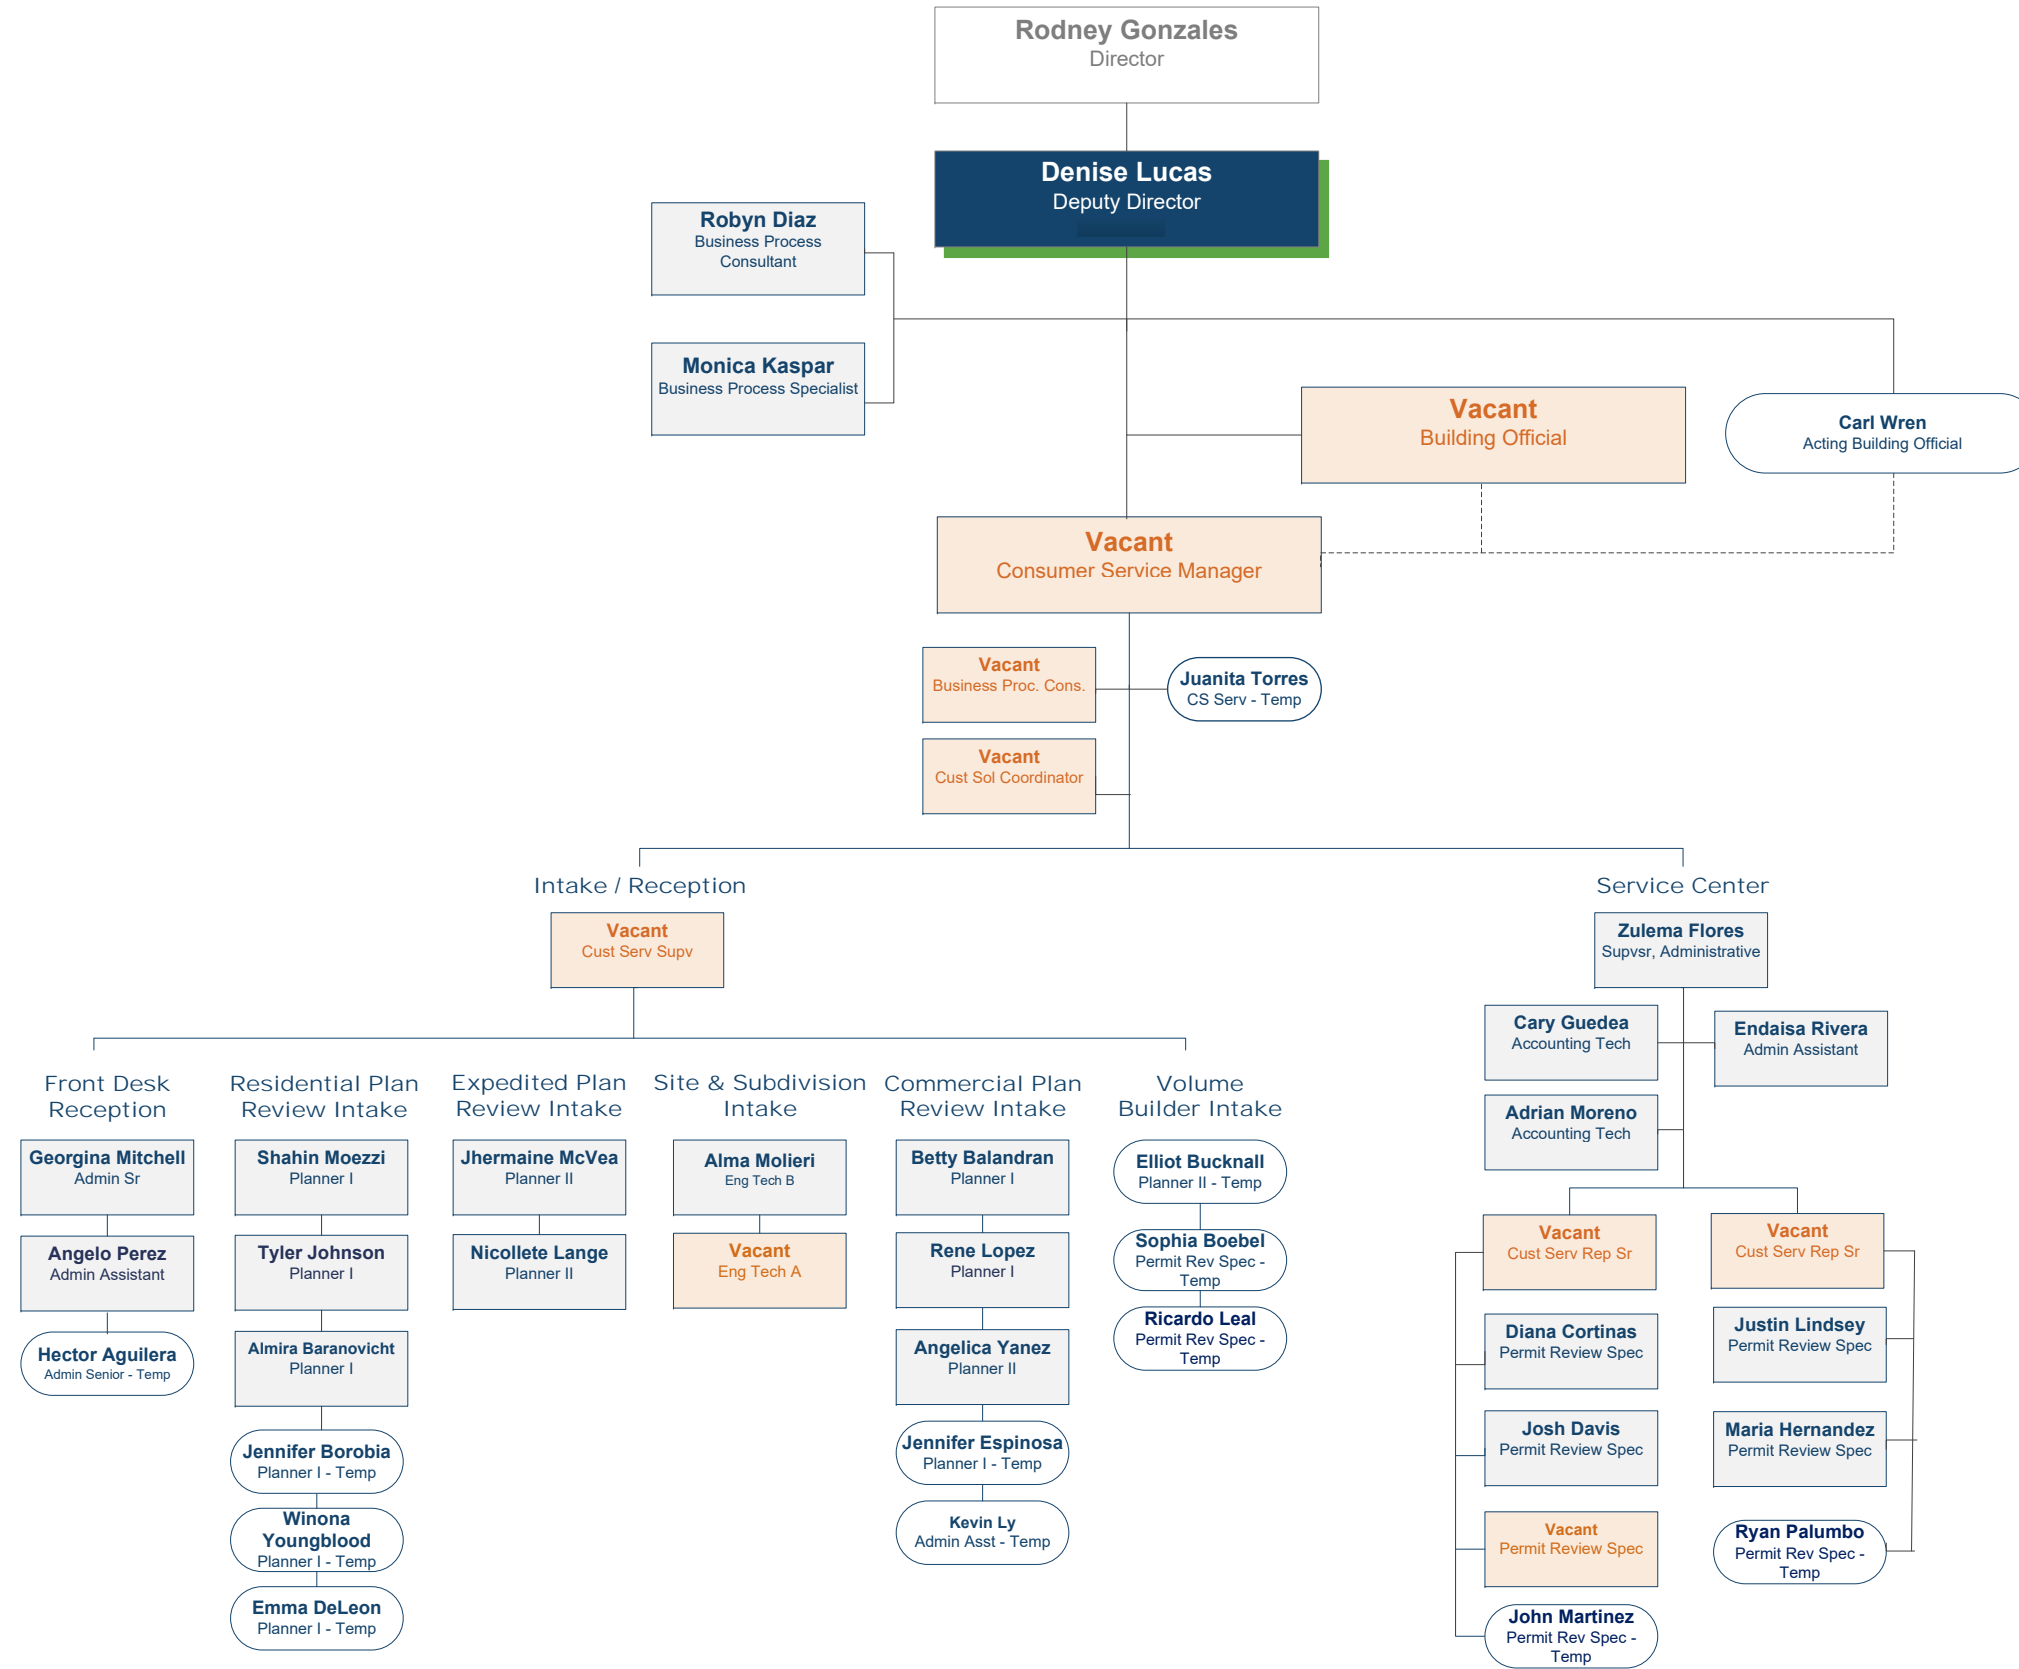 Rodney Gonzales
Director
Denise Lucas
Deputy Director
Robyn Diaz
Business Process
Consultant
Monica Kaspar
Business Process Specialist
Vacant
Building Official
Carl Wren
Acting Building Official
Vacant
Consumer Service Manager
Vacant
Business Proc. Cons.
Juanita Torres
CS Serv - Temp
Vacant
Cust Sol Coordinator
Intake / Reception
Vacant
Cust Serv Supv
Front Desk
Reception
Georgina Mitchell
Admin Sr
Angelo Perez
Admin Assistant
Hector Aguilera
Admin Senior - Temp
Residential Plan
Review Intake
Shahin Moezzi
Planner I
Tyler Johnson
Planner I
Almira Baranovicht
Planner I
Jennifer Borobia
Planner I - Temp
Winona
Youngblood
Planner I - Temp
Emma DeLeon
Planner I - Temp
Expedited Plan
Review Intake
Jhermaine McVea
Planner II
Nicollete Lange
Planner II
Site & Subdivision
Intake
Alma Molieri
Eng Tech B
Vacant
Eng Tech A
Commercial Plan
Review Intake
Betty Balandran
Planner I
Rene Lopez
Planner I
Angelica Yanez
Planner II
Jennifer Espinosa
Planner I - Temp
Kevin Ly
Admin Asst - Temp
Volume
Builder Intake
Elliot Bucknall
Planner II - Temp
Sophia Boebel
Permit Rev Spec -
Temp
Ricardo Leal
Permit Rev Spec -
Temp
Service Center
Zulema Flores
Supvsr, Administrative
Cary Guedea
Accounting Tech
Endaisa Rivera
Admin Assistant
Adrian Moreno
Accounting Tech
Vacant
Cust Serv Rep Sr
Diana Cortinas
Permit Review Spec
Josh Davis
Permit Review Spec
Vacant
Permit Review Spec
John Martinez
Permit Rev Spec -
Temp
Vacant
Cust Serv Rep Sr
Justin Lindsey
Permit Review Spec
Maria Hernandez
Permit Review Spec
Ryan Palumbo
Permit Rev Spec -
Temp